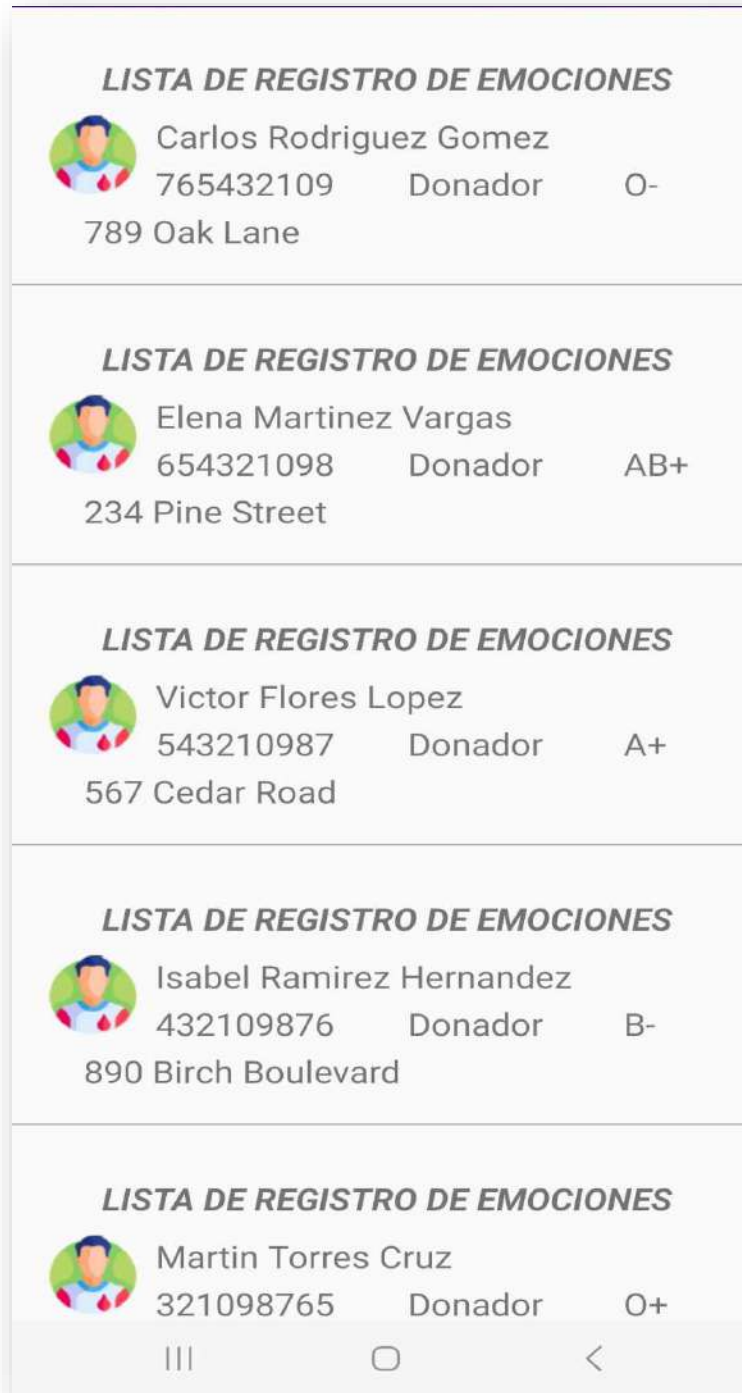 LISTA DE REGISTRO DE EMOCIONES
Carlos Rodriguez Gomez
765432109 Donador O-
789 Oak Lane
LISTA DE REGISTRO DE EMOCIONES
Elena Martinez Vargas
654321098 Donador AB+
234 Pine Street
LISTA DE REGISTRO DE EMOCIONES
Victor Flores Lopez
543210987 Donador A+
567 Cedar Road
LISTA DE REGISTRO DE EMOCIONES
Isabel Ramirez Hernandez
432109876 Donador B-
890 Birch Boulevard
LISTA DE REGISTRO DE EMOCIONES
Martin Torres Cruz
321098765 Donador O+